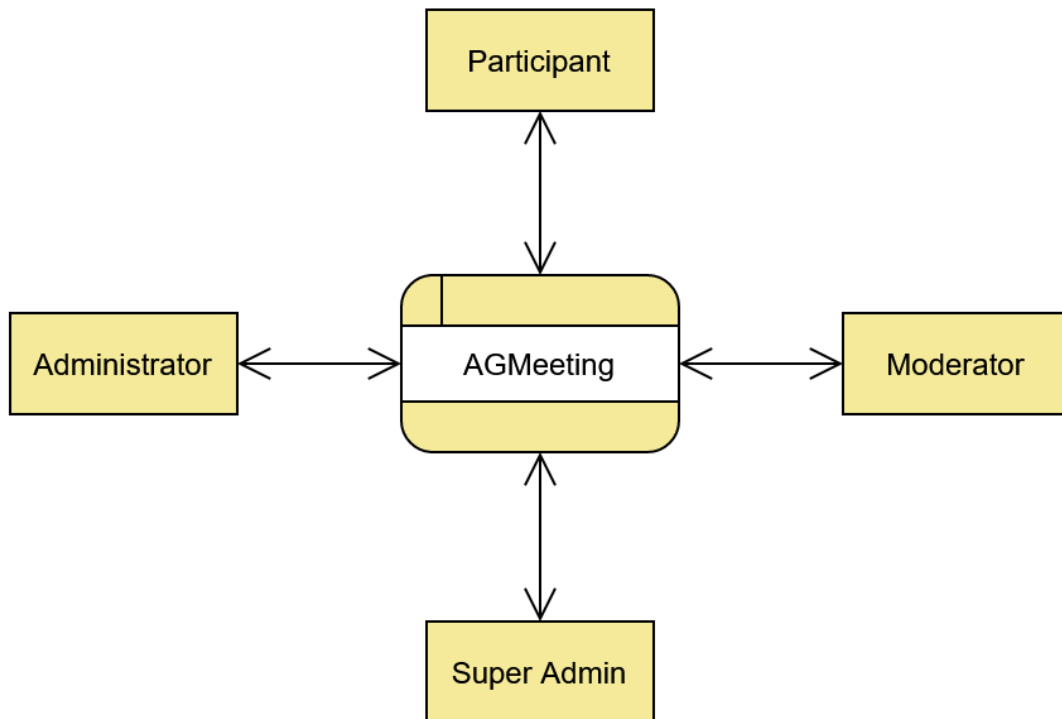 Participant
Administrator
AGMeeting
Moderator
Super Admin